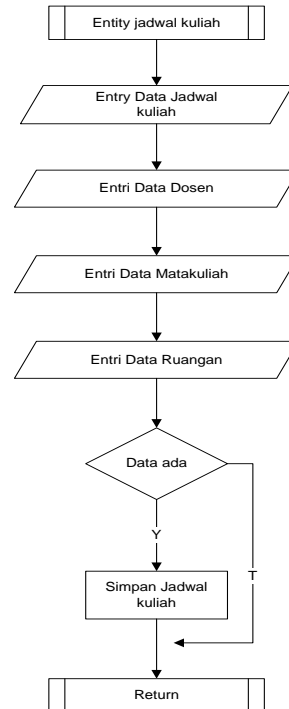 Entity jadwal kuliah
Entry Data Jadwal
kuliah
Entri Data Dosen
Entri Data Matakuliah
Entri Data Ruangan
Data ada
Y
T
Simpan Jadwal
kuliah
Return